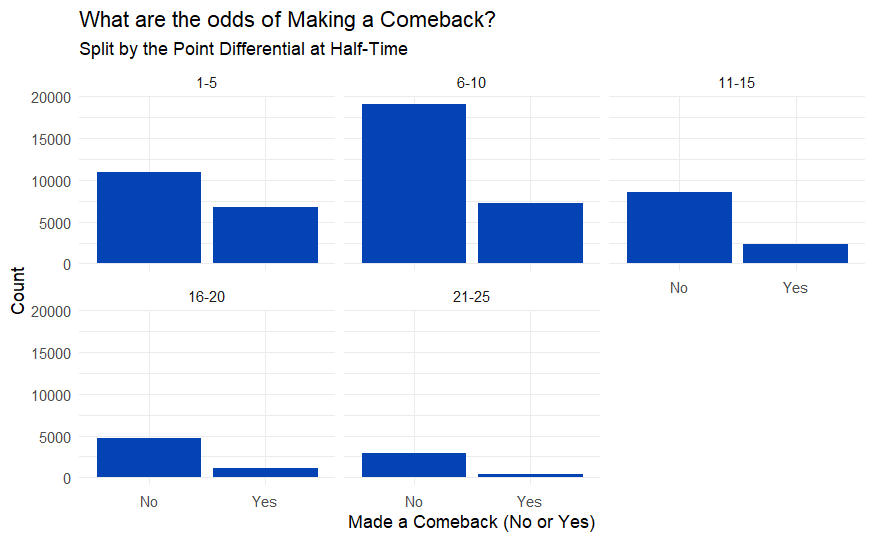 What are the odds of Making a Comeback?
Split by the Point Differential at Half-Time
1-5 6-10 11-15
20000
15000
10000
5000
0
No Yes
Count
16-20 21-25
20000
15000
10000
5000
0
No Yes No Yes
Made a Comeback (No or Yes)